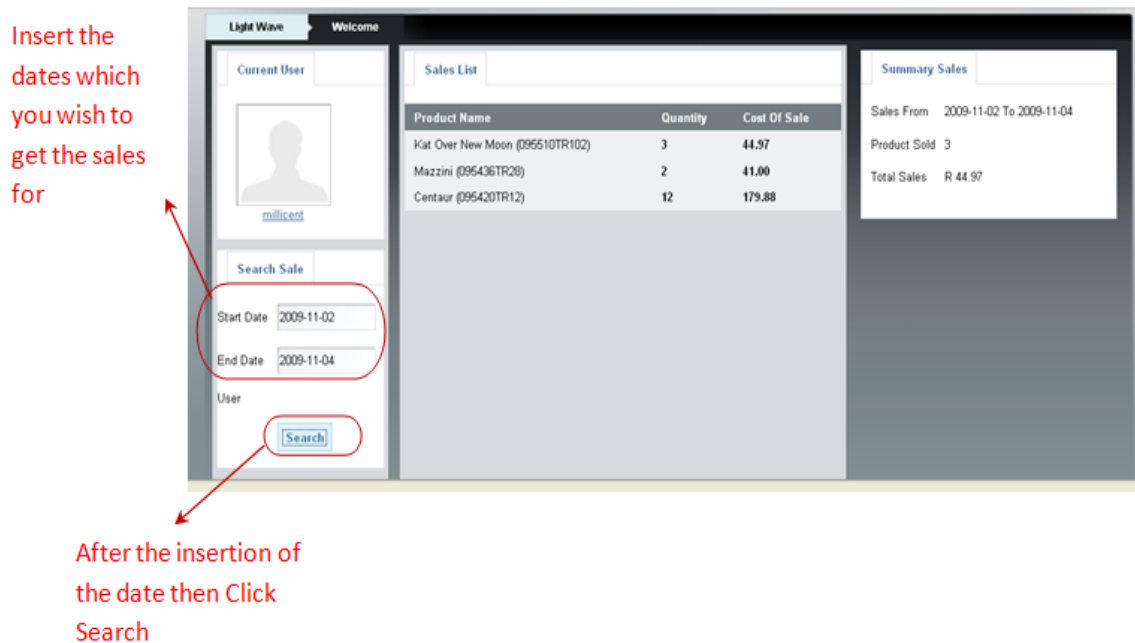 Insert the
dates which
you wish to
get the sales
for
Light Wave Welcome
Current User
millicent
Search Sale
Start Date 2009-11-02
End Date 2009-11-04
User
Search
Sales List
Product Name Quantity Cost Of Sale
Kat Over New Moon (095510TR102) 3 44.97
Mazzini (095436TR28) 2 41.00
Centaur (095420TR12) 12 179.88
Summary Sales
Sales From 2009-11-02 To 2009-11-04
Product Sold 3
Total Sales R 44.97
After the insertion of
the date then Click
Search